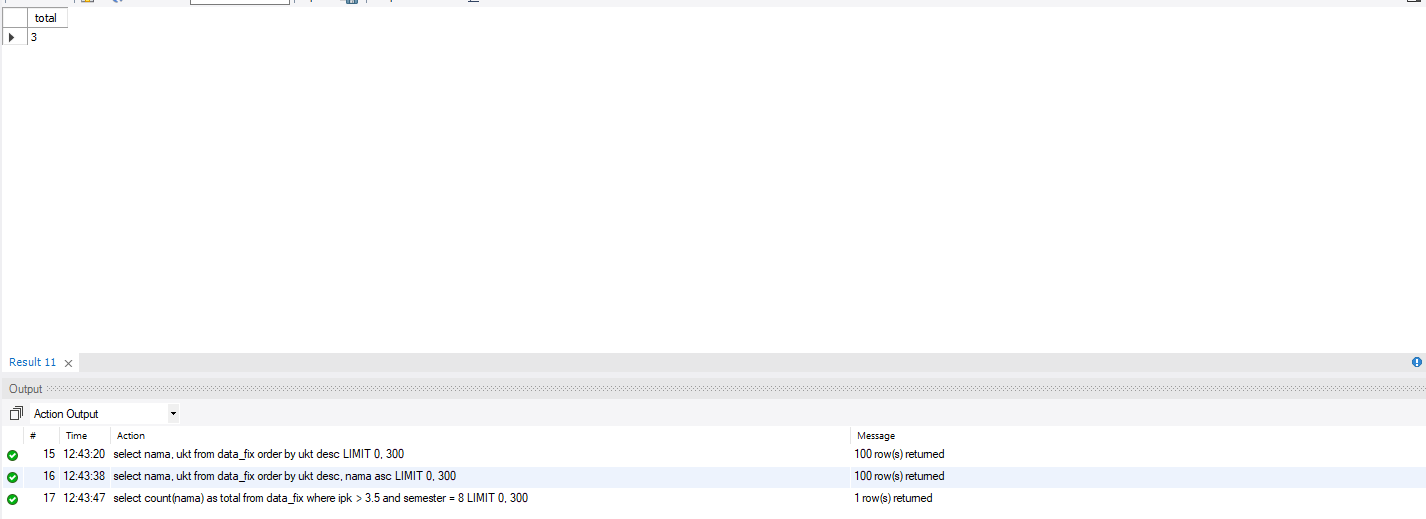 total
3
Result 11
Output
Action Output
# Time Action Message
15 12:43:20 select nama, ukt from data_fix order by ukt desc LIMIT 0, 300 100 row(s) returned
16 12:43:38 select nama, ukt from data_fix order by ukt desc, nama asc LIMIT 0, 300 100 row(s) returned
17 12:43:47 select count(nama) as total from data_fix where ipk > 3.5 and semester = 8 LIMIT 0, 300 1 row(s) returned